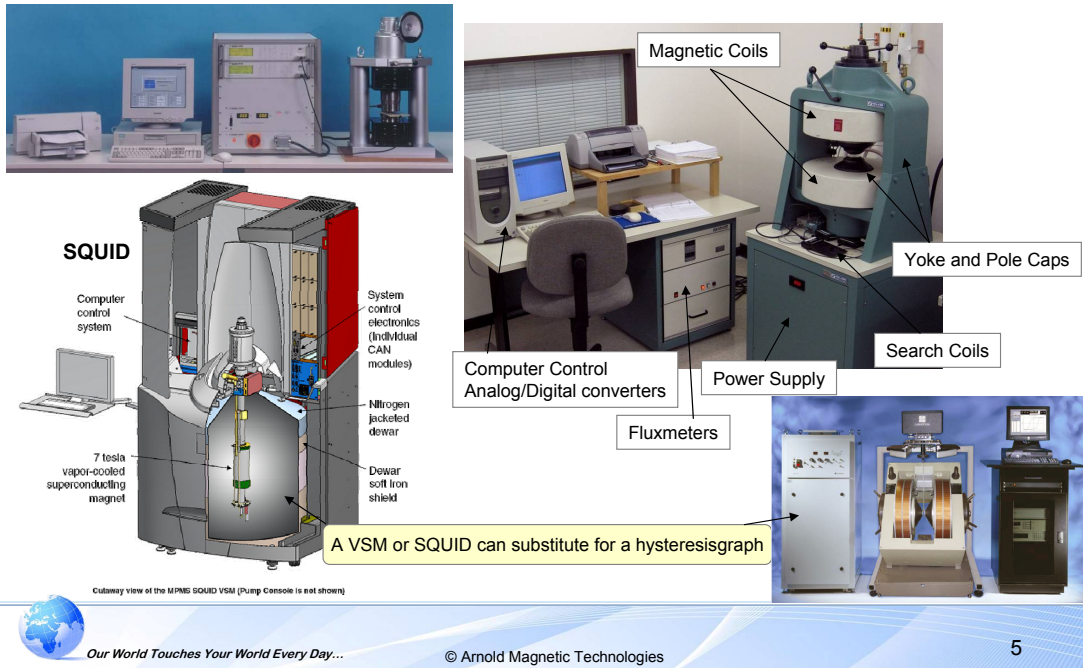 Magnetic Coils
SQUID
Computer
control
system
System
control
electronics
(Individual
CAN
modules)
Yoke and Pole Caps
Search Coils
Computer Control
Analog/Digital converters
Power Supply
Fluxmeters
Nitrogen
jacketed
dewar
7 tesla
vapor-cooled
superconducting
magnet
Dewar
soft iron
shield
A VSM or SQUID can substitute for a hysteresisgraph
Cutaway view of the MPMS SQUID VSM (Pump Console is not shown)
Our World Touches Your World Every Day...
© Arnold Magnetic Technologies
5